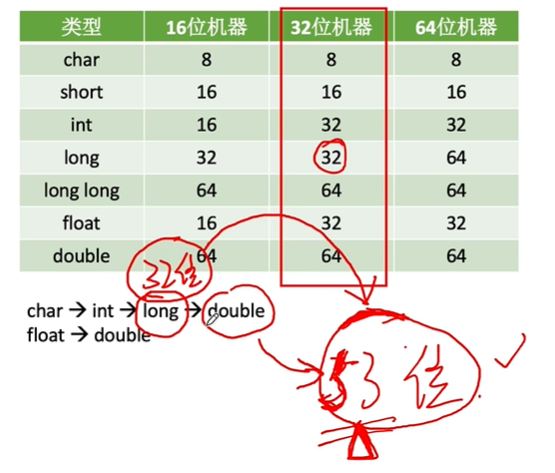 类型 16位机器 32位机器 64位机器
char 8 8 8
short 16 16 16
int 16 32 32
long 32 32 64
long long 64 64 64
float 16 32 32
double 64 64 64
32位
char → int → long → double
float → double
53位